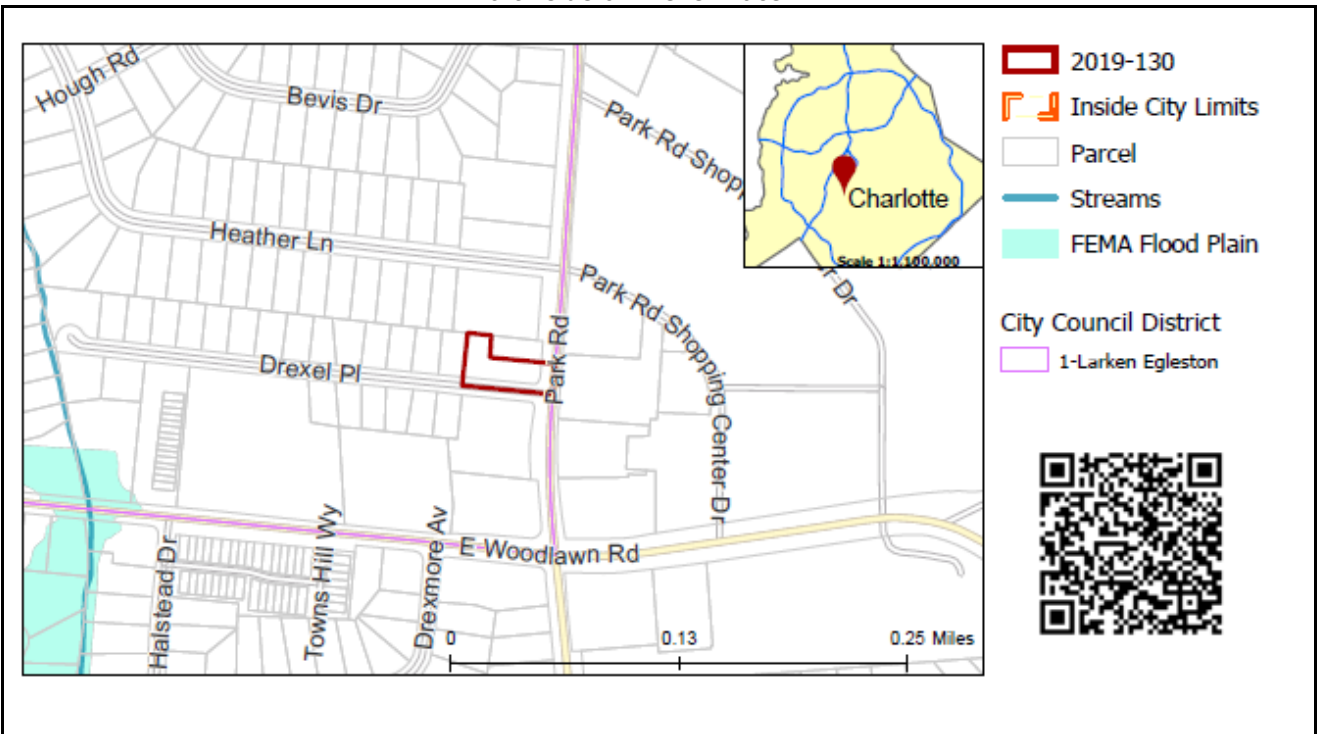 Hough Rd
Bevis Dr
Park Rd Shopp
Charlotte
Scale 1:1,100,000
Heather Ln
Park Rd Shopping Center Dr
r Dr
Park Rd
Drexel Pl
E Woodlawn Rd
Halstead Dr
Towns Hill Wy
Drexmore Av
0
0.13
0.25 Miles
2019-130
Inside City Limits
Parcel
Streams
FEMA Flood Plain
City Council District
1-Larken Egleston